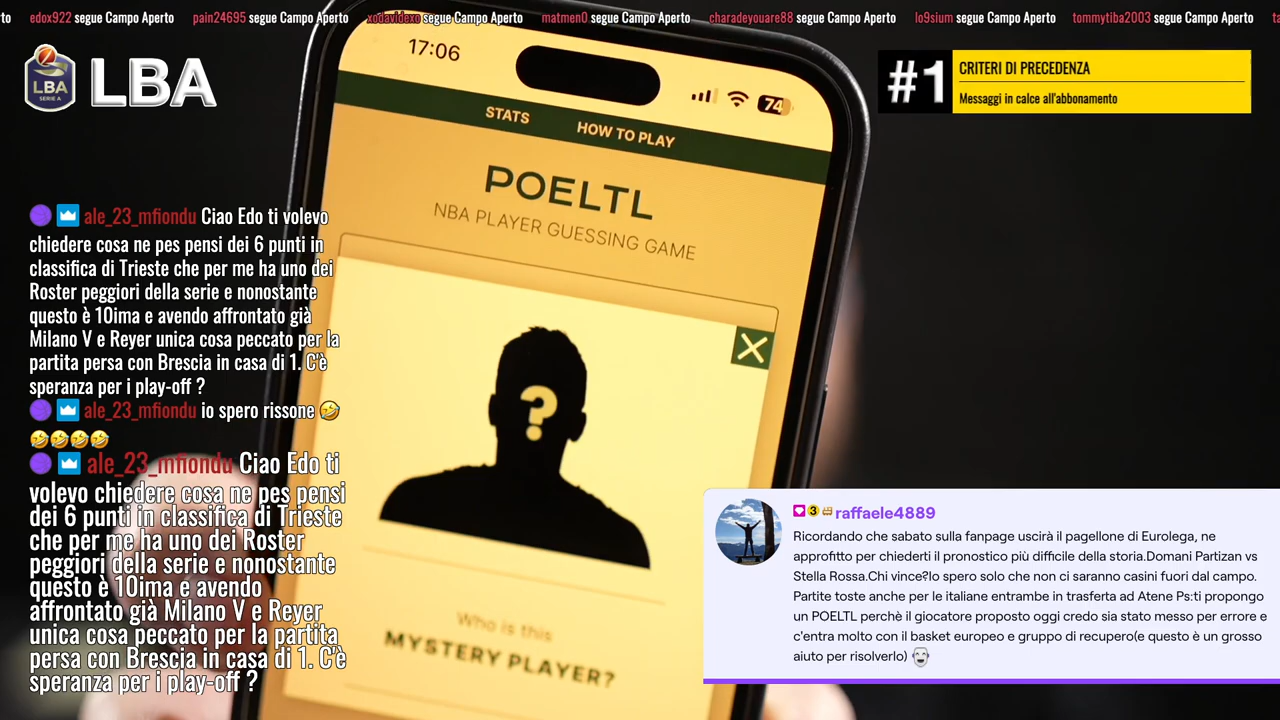 to edox922 segue Campo Aperto pain24695 segue Campo Aperto xodavidexo segue Campo Aperto matmen0 segue Campo Aperto charadeyouare88 segue Campo Aperto lo9sium segue Campo Aperto tommytiba2003 segue Campo Aperto ta
LBA
SERIE A
LBA
17:06
74
#1
CRITERI DI PRECEDENZA
Messaggi in calce all'abbonamento
STATS HOW TO PLAY
POELTL
NBA PLAYER GUESSING GAME
?
Who is this
MYSTERY PLAYER?
ale_23_mfiondu Ciao Edo ti volevo
chiedere cosa ne pes pensi dei 6 punti in
classifica di Trieste che per me ha uno dei
Roster peggiori della serie e nonostante
questo è 10ima e avendo affrontato già
Milano V e Reyer unica cosa peccato per la
partita persa con Brescia in casa di 1. C'è
speranza per i play-off ?
ale_23_mfiondu io spero rissone 🤣
🤣🤣🤣🤣
ale_23_mfiondu Ciao Edo ti
volevo chiedere cosa ne pes pensi
dei 6 punti in classifica di Trieste
che per me ha uno dei Roster
peggiori della serie e nonostante
questo è 10ima e avendo
affrontato già Milano V e Reyer
unica cosa peccato per la partita
persa con Brescia in casa di 1. C'è
speranza per i play-off ?
3 raffaele4889
Ricordando che sabato sulla fanpage uscirà il pagellone di Eurolega, ne
approfitto per chiederti il pronostico più difficile della storia.Domani Partizan vs
Stella Rossa.Chi vince?Io spero solo che non ci saranno casini fuori dal campo.
Partite toste anche per le italiane entrambe in trasferta ad Atene Ps:ti propongo
un POELTL perchè il giocatore proposto oggi credo sia stato messo per errore e
c'entra molto con il basket europeo e gruppo di recupero(e questo è un grosso
aiuto per risolverlo)